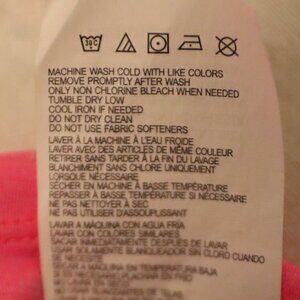 30C
MACHINE WASH COLD WITH LIKE COLORS
REMOVE PROMPTLY AFTER WASH
ONLY NON CHLORINE BLEACH WHEN NEEDED
TUMBLE DRY LOW
COOL IRON IF NEEDED
DO NOT DRY CLEAN
DO NOT USE FABRIC SOFTENERS
LAVER À LA MACHINE À L'EAU FROIDE
LAVER AVEC DES ARTICLES DE MÊME COULEUR
RETIRER SANS TARDER À LA FIN DU LAVAGE
BLANCHIMENT SANS CHLORE UNIQUEMENT
LORSQUE NÉCESSAIRE
SÉCHER EN MACHINE À BASSE TEMPÉRATURE
REPASSER À BASSE TEMPÉRATURE SI NÉCESSAIRE
NE PAS NETTOYER À SEC
NE PAS UTILISER D'ASSOUPLISSANT
LAVAR A MÁQUINA CON AGUA FRIA
LAVAR CON COLORES SIMILARES
SACAR INMEDIATAMENTE DESPUÉS DE LAVAR
USAR SOLAMENTE BLANQUEADOR SIN CLORO CUANDO
SE NECESITE
SECAR A MÁQUINA EN TEMPERATURA BAJA